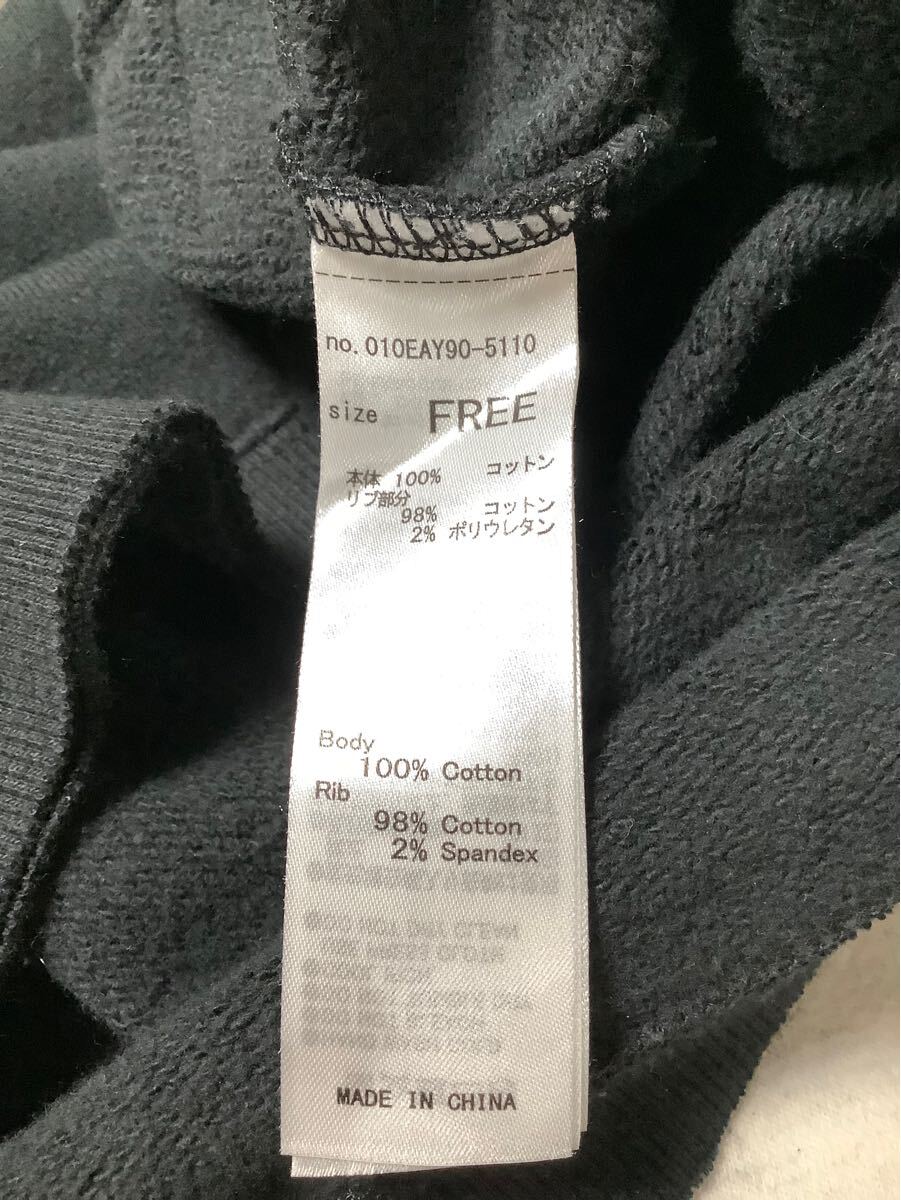 no. 010EAY90-5110
size FREE
本体 100% コットン
リブ部分
98% コットン
2% ポリウレタン
Body
100% Cotton
Rib
98% Cotton
2% Spandex
MADE IN CHINA